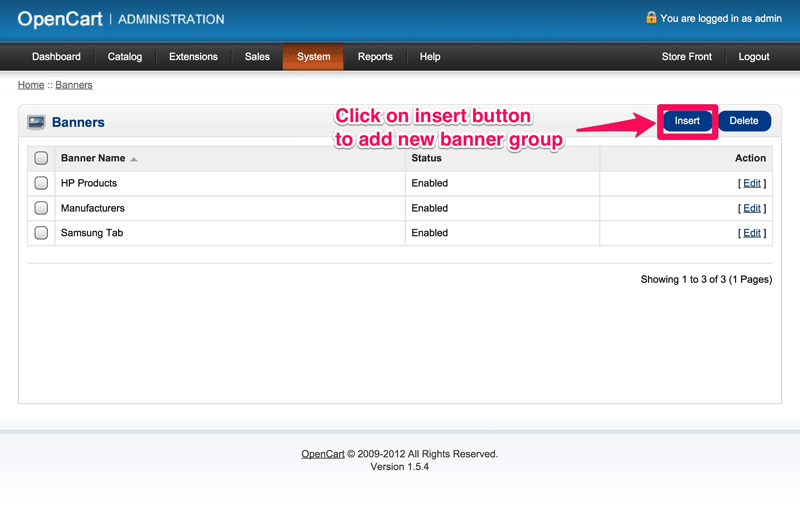 OpenCart | ADMINISTRATION
You are logged in as admin
Dashboard Catalog Extensions Sales System Reports Help Store Front Logout
Home :: Banners
Banners
Click on insert button
to add new banner group
Insert Delete
Banner Name Status Action
HP Products Enabled [ Edit ]
Manufacturers Enabled [ Edit ]
Samsung Tab Enabled [ Edit ]
Showing 1 to 3 of 3 (1 Pages)
OpenCart © 2009-2012 All Rights Reserved.
Version 1.5.4